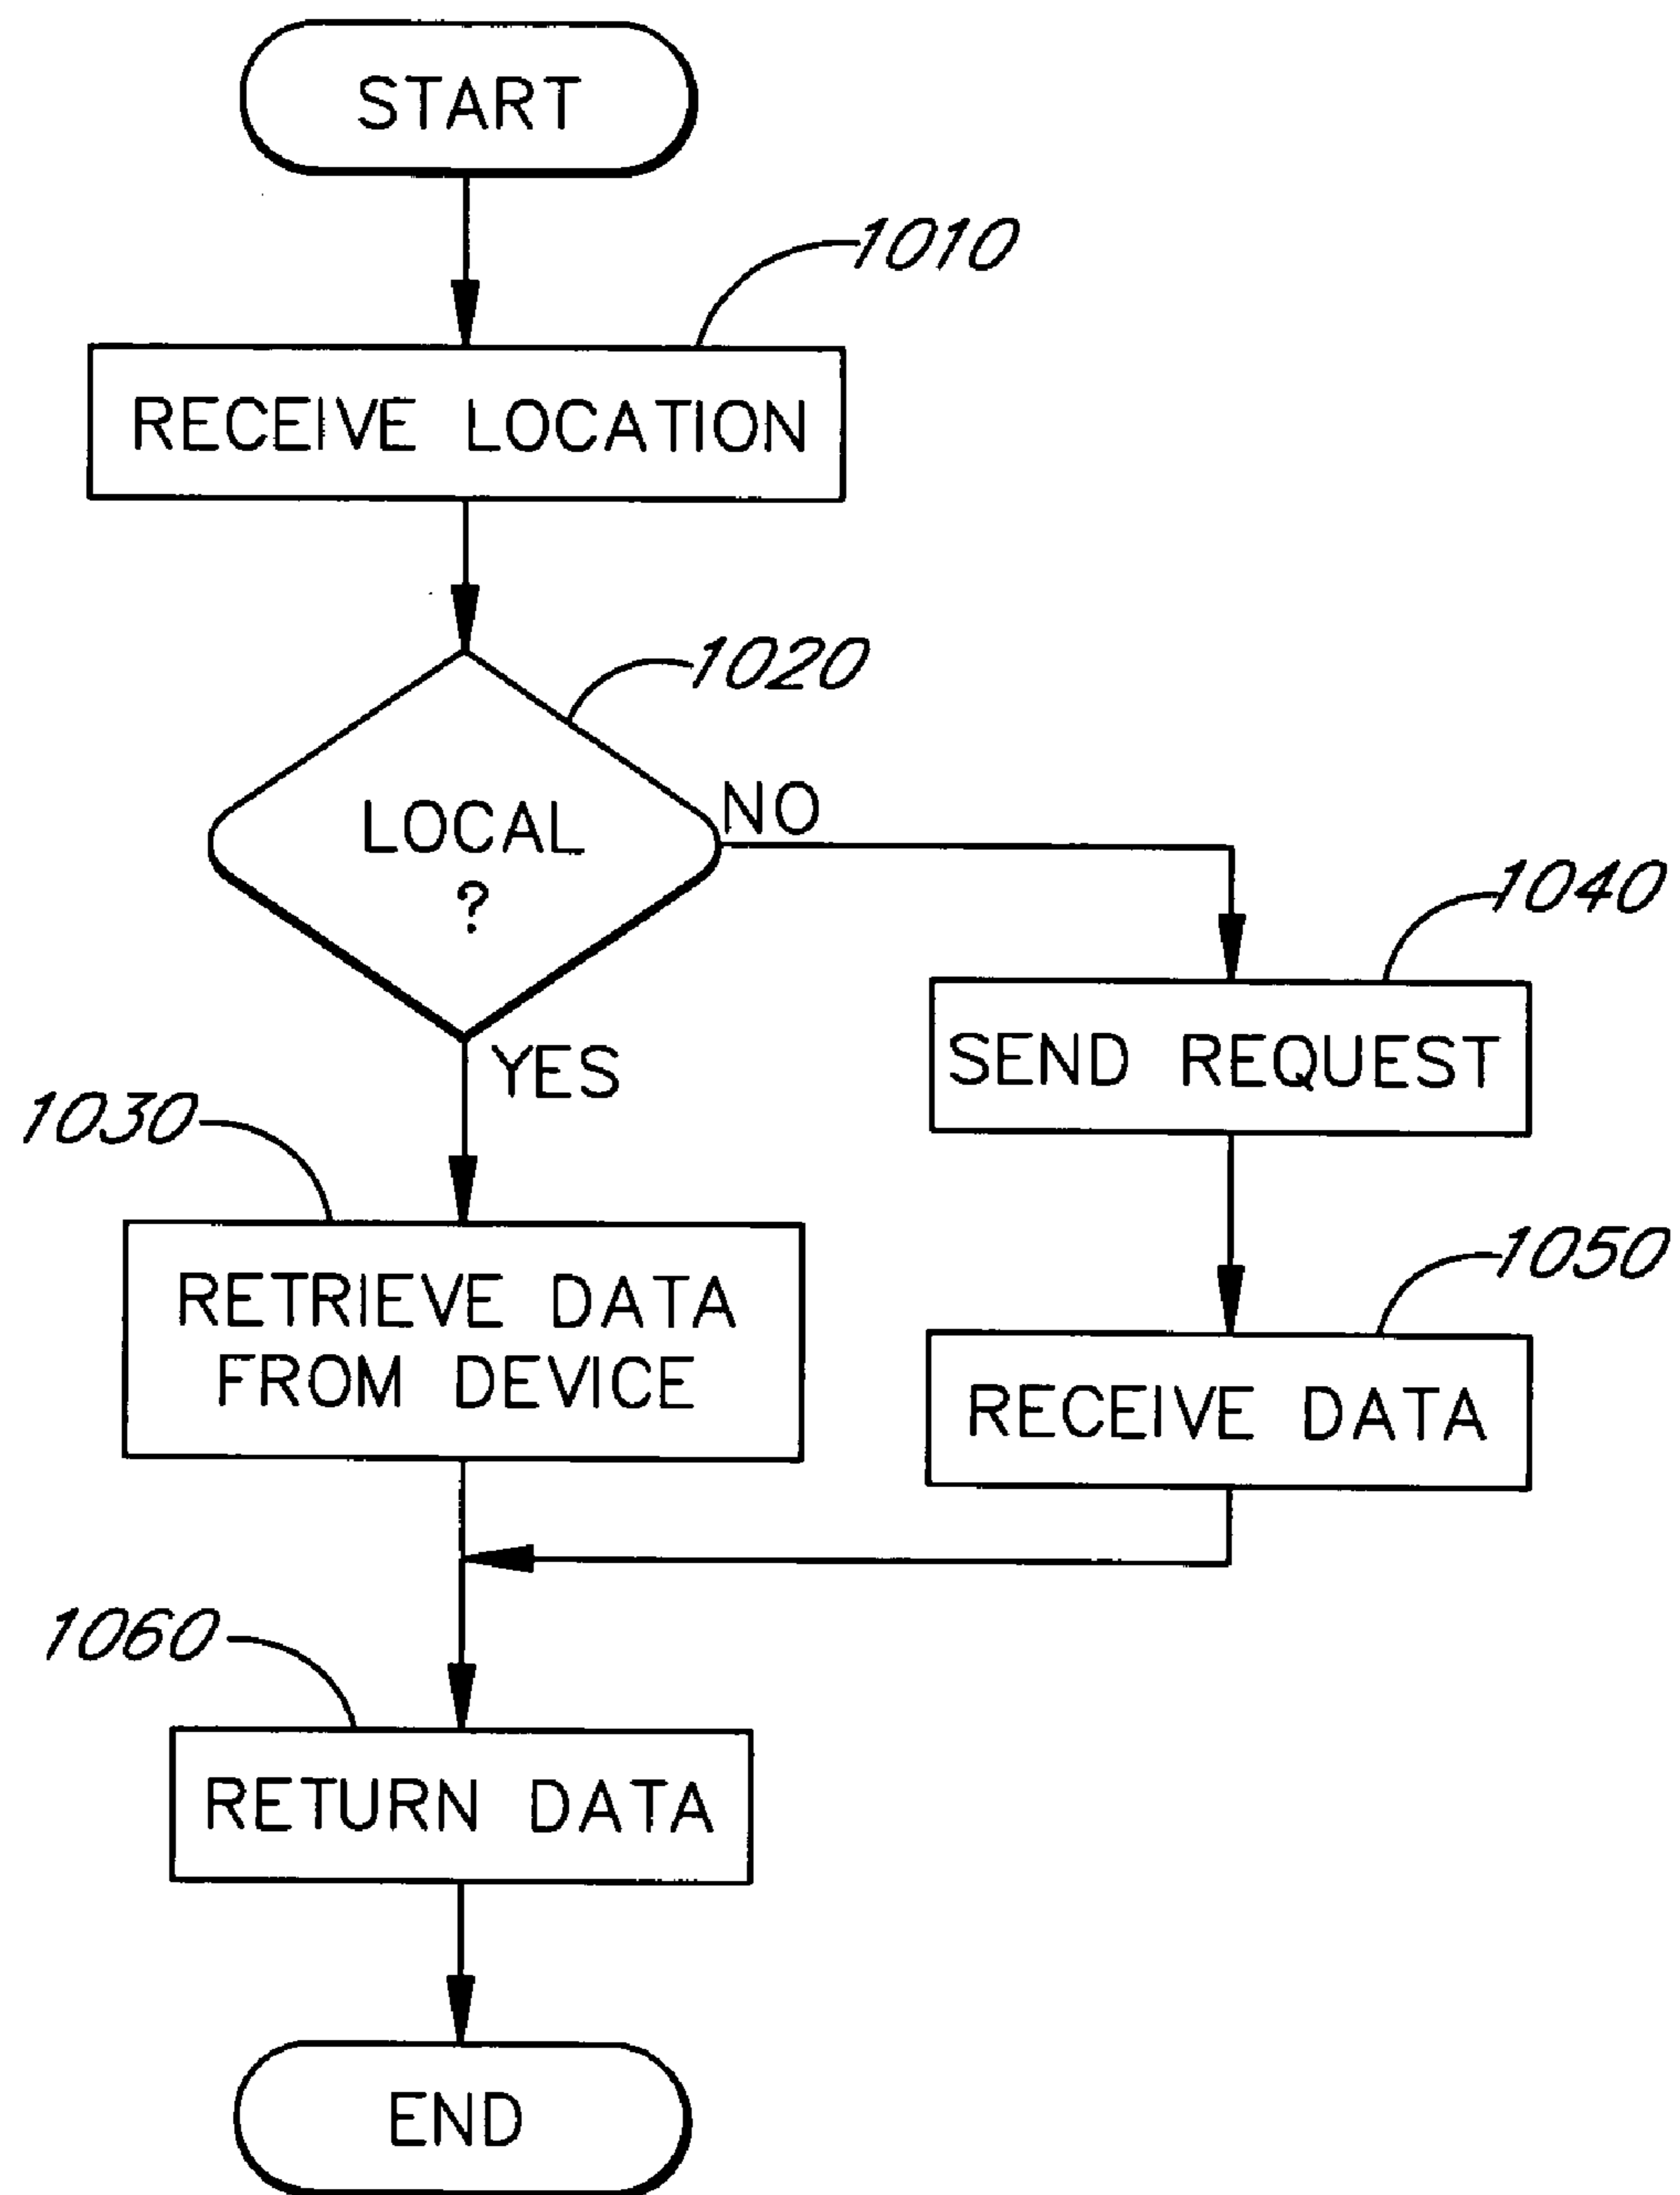 START
1010
RECEIVE LOCATION
1020
LOCAL
?
NO
YES
1040
SEND REQUEST
1030
RETRIEVE DATA
FROM DEVICE
1050
RECEIVE DATA
1060
RETURN DATA
END